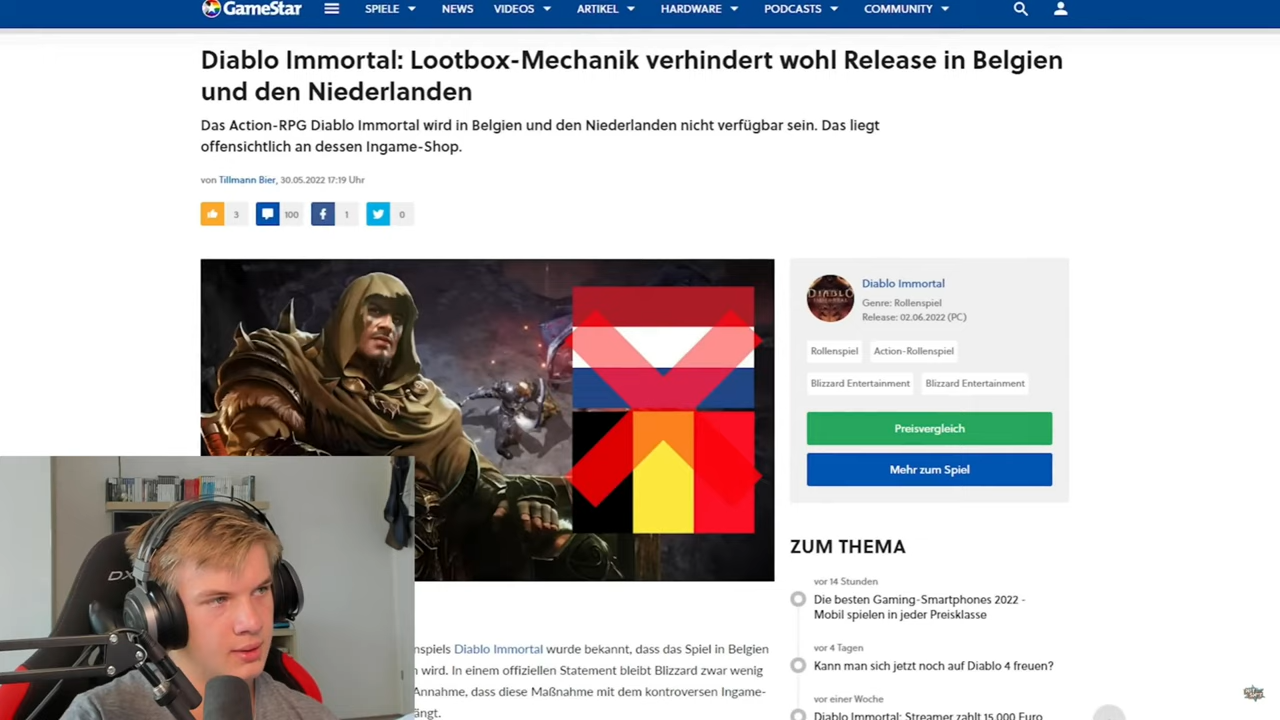 GameStar
SPIELE NEWS VIDEOS ARTIKEL HARDWARE PODCASTS COMMUNITY
Diablo Immortal: Lootbox-Mechanik verhindert wohl Release in Belgien
und den Niederlanden
Das Action-RPG Diablo Immortal wird in Belgien und den Niederlanden nicht verfügbar sein. Das liegt
offensichtlich an dessen Ingame-Shop.
von Tillmann Bier, 30.05.2022 17:19 Uhr
3 100 1 0
DIABLO
IMMORTAL
Diablo Immortal
Genre: Rollenspiel
Release: 02.06.2022 (PC)
Rollenspiel Action-Rollenspiel
Blizzard Entertainment Blizzard Entertainment
Preisvergleich
Mehr zum Spiel
ZUM THEMA
vor 14 Stunden
Die besten Gaming-Smartphones 2022 -
Mobil spielen in jeder Preisklasse
vor 4 Tagen
Kann man sich jetzt noch auf Diablo 4 freuen?
vor einer Woche
Diablo Immortal: Streamer zahlt 15.000 Euro
nspiels Diablo Immortal wurde bekannt, dass das Spiel in Belgien
wird. In einem offiziellen Statement bleibt Blizzard zwar wenig
Annahme, dass diese Maßnahme mit dem kontroversen Ingame-
ängt.
DX